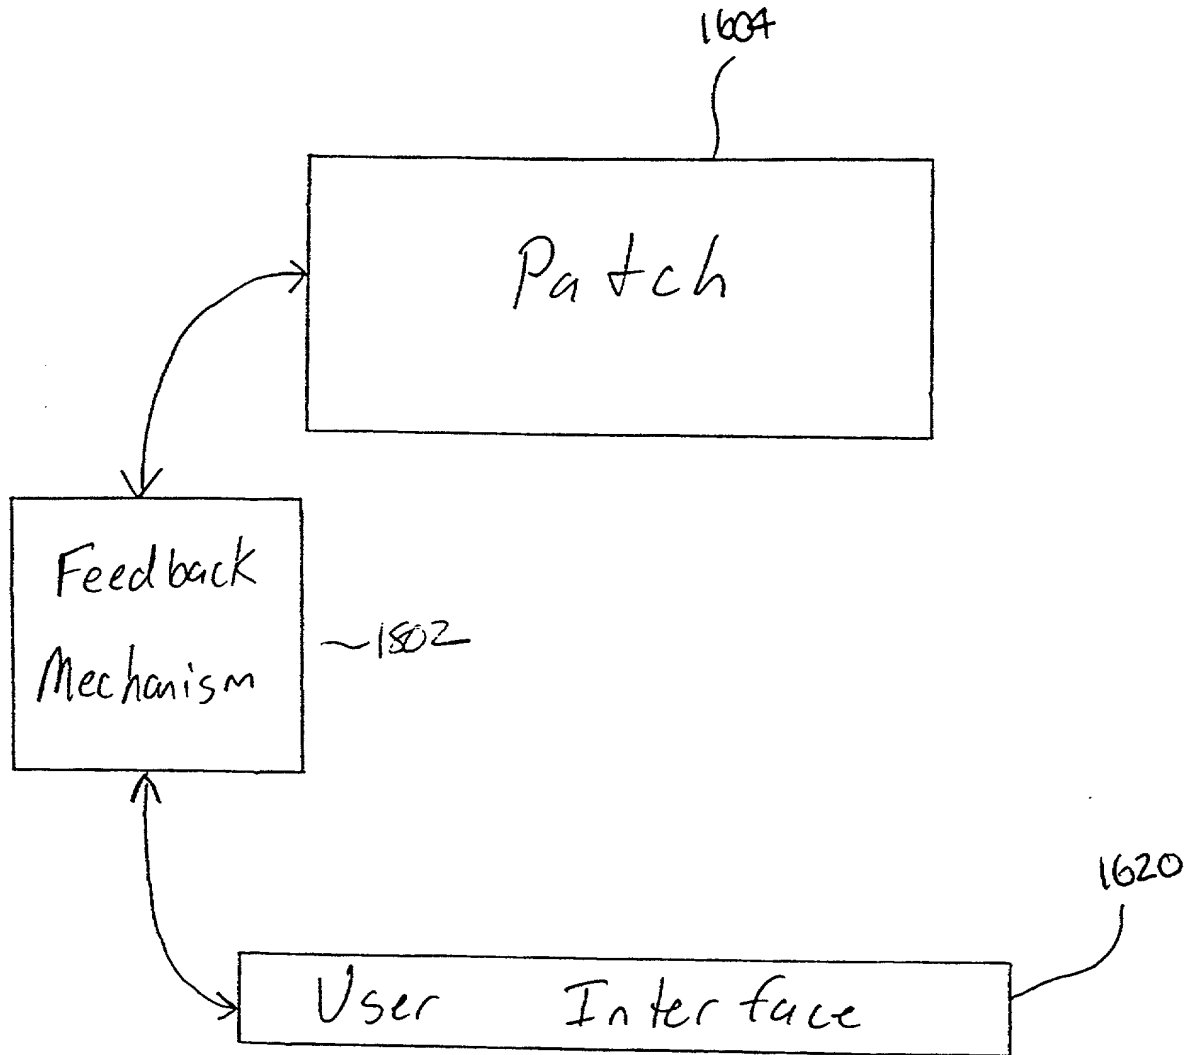 1604
Patch
Feedback
Mechanism
1802
User Interface
1620